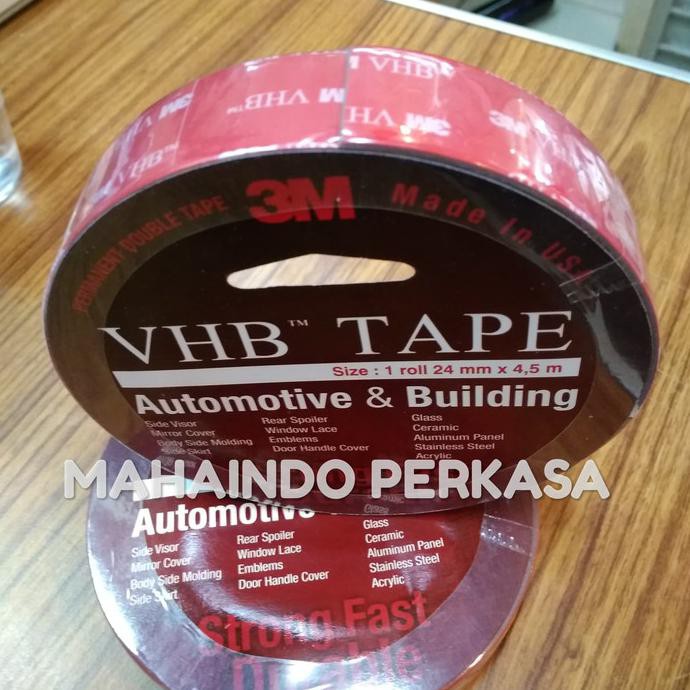 3M VHB™
VHB™
VHB
3M
PERMANENT DOUBLE TAPE
3M
Made in USA
VHB™ TAPE
Size : 1 roll 24 mm x 4,5 m
Automotive & Building
Side Visor
Mirror Cover
Body Side Molding
Side Skirt
Rear Spoiler
Window Lace
Emblems
Door Handle Cover
Glass
Ceramic
Aluminum Panel
Stainless Steel
Acrylic
MAHAINDO PERKASA
Automotive
Side Visor
Mirror Cover
Body Side Molding
Side Skirt
Rear Spoiler
Window Lace
Emblems
Door Handle Cover
Glass
Ceramic
Aluminum Panel
Stainless Steel
Acrylic
Strong Fast
Durable